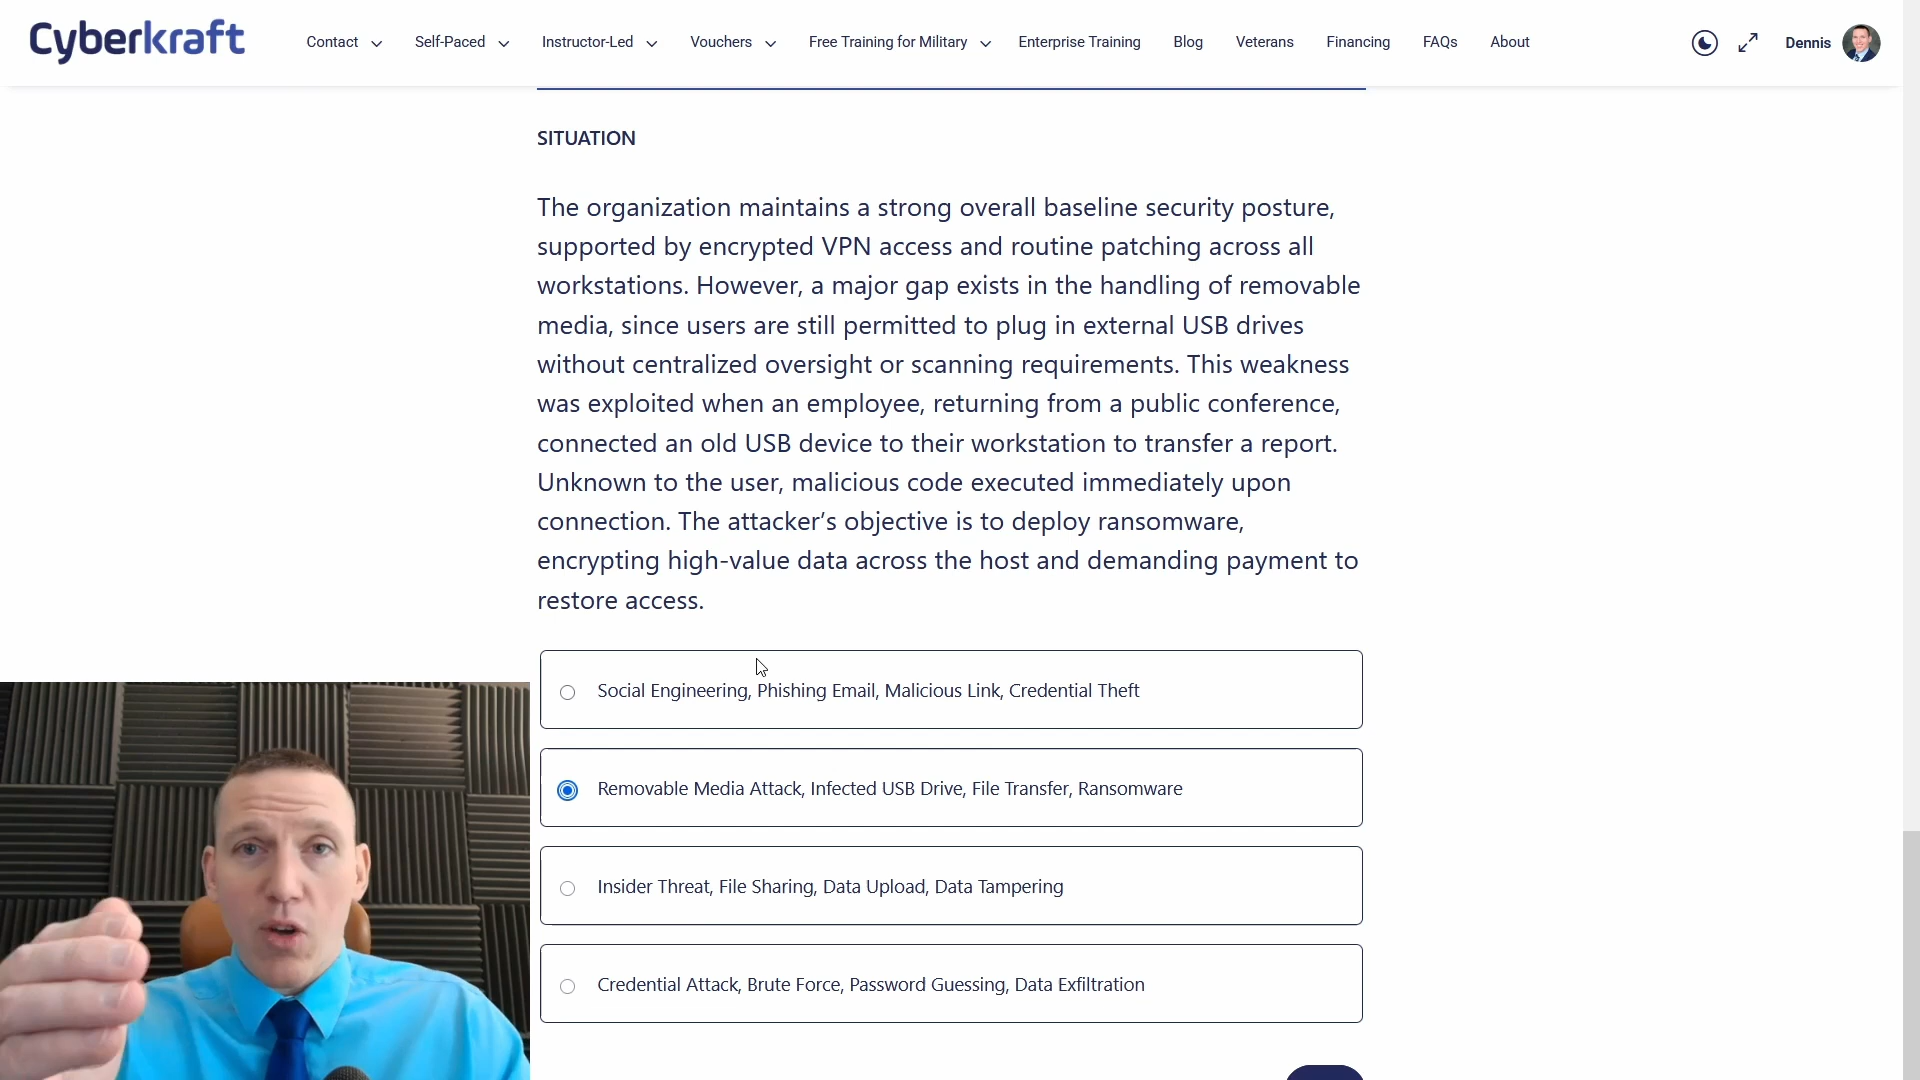 Cyberkraft
Contact
Self-Paced
Instructor-Led
Vouchers
Free Training for Military
Enterprise Training
Blog
Veterans
Financing
FAQs
About
Dennis
SITUATION
The organization maintains a strong overall baseline security posture,
supported by encrypted VPN access and routine patching across all
workstations. However, a major gap exists in the handling of removable
media, since users are still permitted to plug in external USB drives
without centralized oversight or scanning requirements. This weakness
was exploited when an employee, returning from a public conference,
connected an old USB device to their workstation to transfer a report.
Unknown to the user, malicious code executed immediately upon
connection. The attacker’s objective is to deploy ransomware,
encrypting high-value data across the host and demanding payment to
restore access.
Social Engineering, Phishing Email, Malicious Link, Credential Theft
Removable Media Attack, Infected USB Drive, File Transfer, Ransomware
Insider Threat, File Sharing, Data Upload, Data Tampering
Credential Attack, Brute Force, Password Guessing, Data Exfiltration